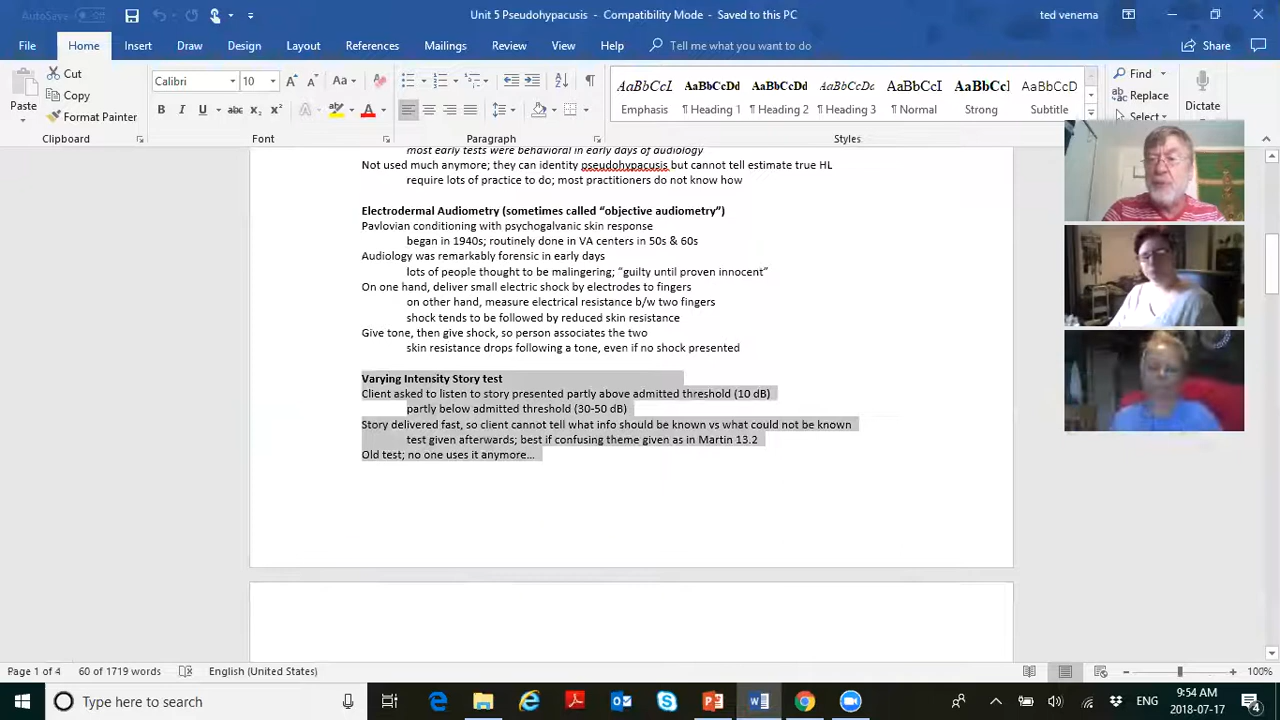 AutoSave
Off
Unit 5 Pseudohypacusis - Compatibility Mode - Saved to this PC
ted venema
File Home Insert Draw Design Layout References Mailings Review View Help Tell me what you want to do
Share
Paste
Cut
Copy
Format Painter
Clipboard
Calibri 10
Font
Paragraph
AaBbCcL AaBbCcDd AaBbCcDd AaBbCcDd AaBbCcI AaBbCcl AaBbCcD
Emphasis ¶ Heading 1 ¶ Heading 2 ¶ Heading 3 ¶ Normal Strong Subtitle
Styles
Find
Replace
Select
Dictate
most early tests were behavioral in early days of audiology
Not used much anymore; they can identity pseudohypacusis but cannot tell estimate true HL
require lots of practice to do; most practitioners do not know how
Electrodermal Audiometry (sometimes called “objective audiometry”)
Pavlovian conditioning with psychogalvanic skin response
began in 1940s; routinely done in VA centers in 50s & 60s
Audiology was remarkably forensic in early days
lots of people thought to be malingering; “guilty until proven innocent”
On one hand, deliver small electric shock by electrodes to fingers
on other hand, measure electrical resistance b/w two fingers
shock tends to be followed by reduced skin resistance
Give tone, then give shock, so person associates the two
skin resistance drops following a tone, even if no shock presented
Varying Intensity Story test
Client asked to listen to story presented partly above admitted threshold (10 dB)
partly below admitted threshold (30-50 dB)
Story delivered fast, so client cannot tell what info should be known vs what could not be known
test given afterwards; best if confusing theme given as in Martin 13.2
Old test; no one uses it anymore…
Page 1 of 4 60 of 1719 words English (United States) 100%
Type here to search
ENG
9:54 AM
2018-07-17
4